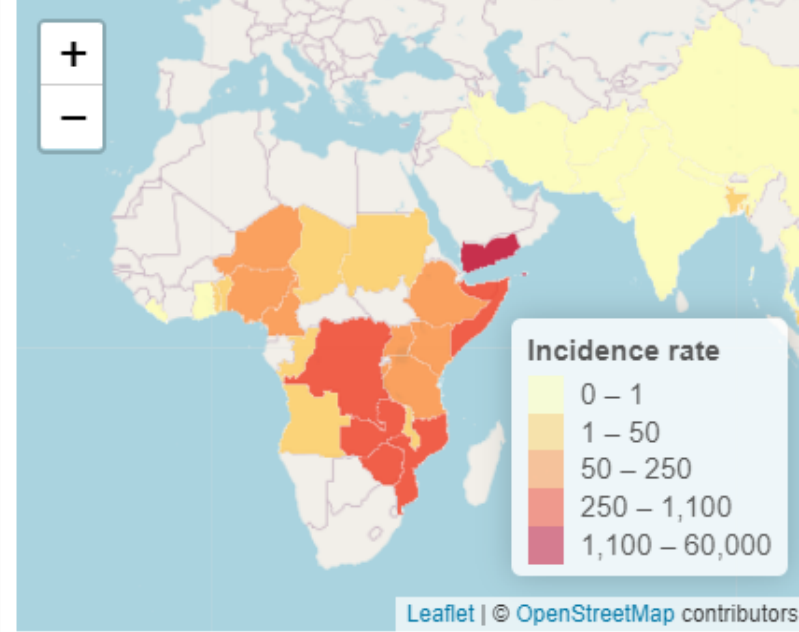 +
−
Incidence rate
0 – 1
1 – 50
50 – 250
250 – 1,100
1,100 – 60,000
Leaflet | © OpenStreetMap contributors